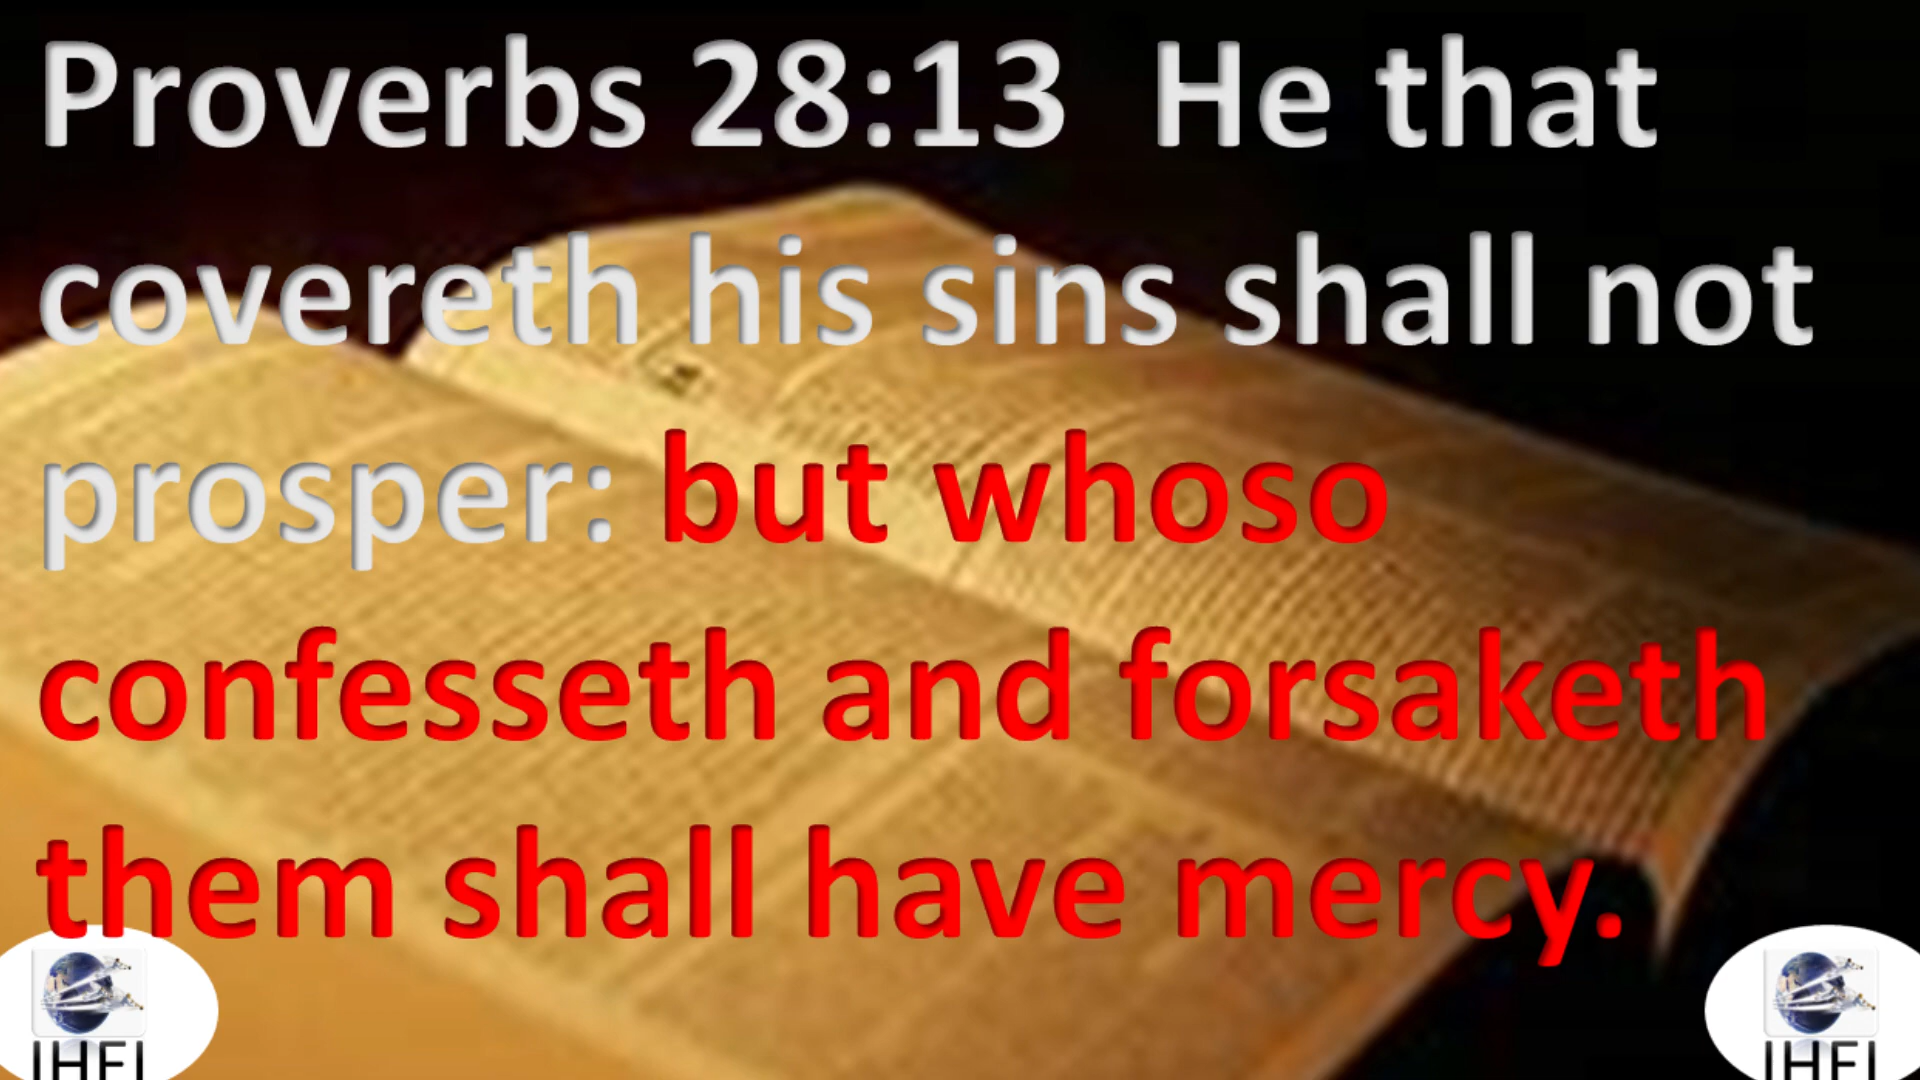 Proverbs 28:13  He that
covereth his sins shall not
prosper: but whoso
confesseth and forsaketh
them shall have mercy.